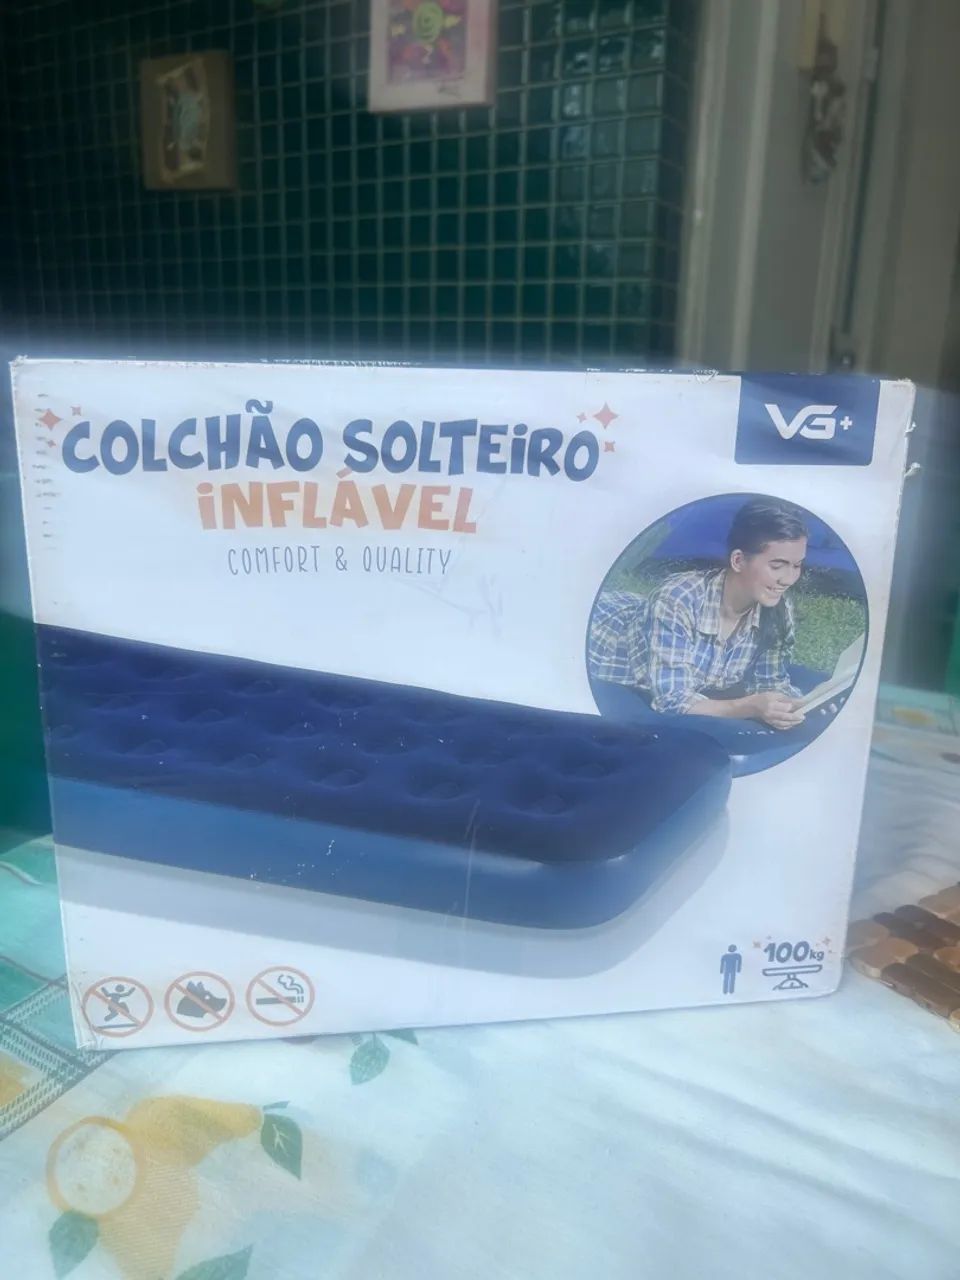 COLCHÃO SOLTEIRO
INFLÁVEL
COMFORT & QUALITY
VG+
100kg